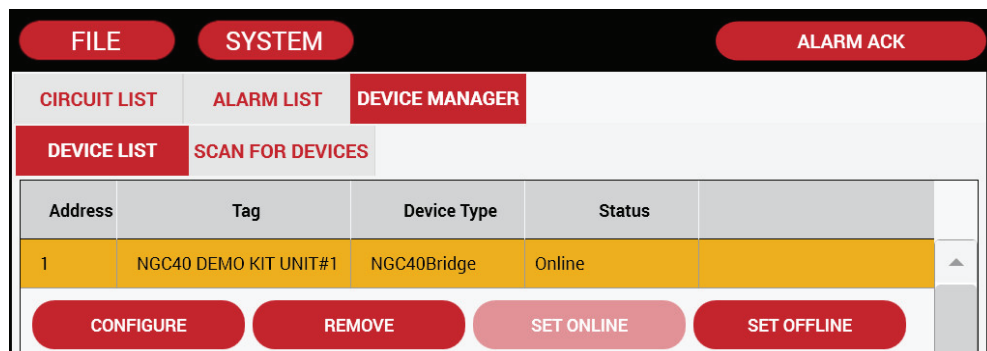 FILE SYSTEM ALARM ACK
CIRCUIT LIST ALARM LIST DEVICE MANAGER
DEVICE LIST SCAN FOR DEVICES
Address Tag Device Type Status
1 NGC40 DEMO KIT UNIT#1 NGC40Bridge Online
CONFIGURE REMOVE SET ONLINE SET OFFLINE